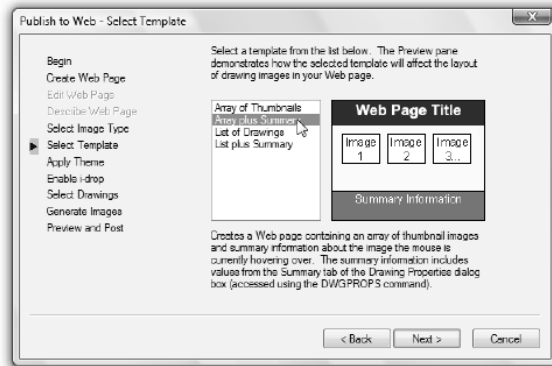 Publish to Web - Select Template
Begin
Create Web Page
Edit Web Page
Describe Web Page
Select Image Type
Select Template
Apply Theme
Enable i-drop
Select Drawings
Generate Images
Preview and Post
Select a template from the list below. The Preview pane
demonstrates how the selected template will affect the layout
of drawing images in your Web page.
Array of Thumbnails
Array plus Summary
List of Drawings
List plus Summary
Web Page Title
Image
1
Image
2
Image
3...
Summary Information
Creates a Web page containing an array of thumbnail images
and summary information about the image the mouse is
currently hovering over. The summary information includes
values from the Summary tab of the Drawing Properties dialog
box (accessed using the DWGPROPS command).
< Back
Next >
Cancel